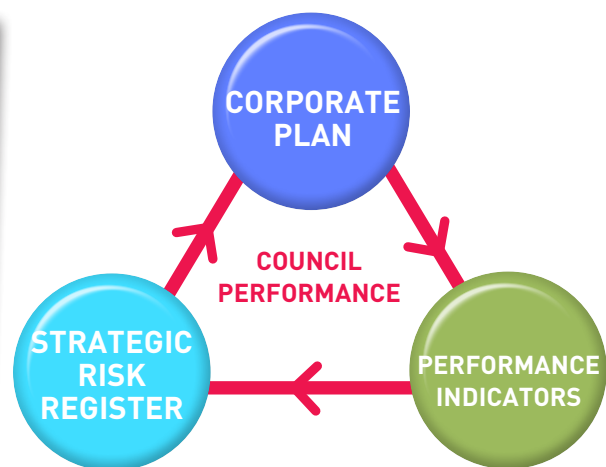 CORPORATE
PLAN
COUNCIL
PERFORMANCE
STRATEGIC
RISK
REGISTER
PERFORMANCE
INDICATORS